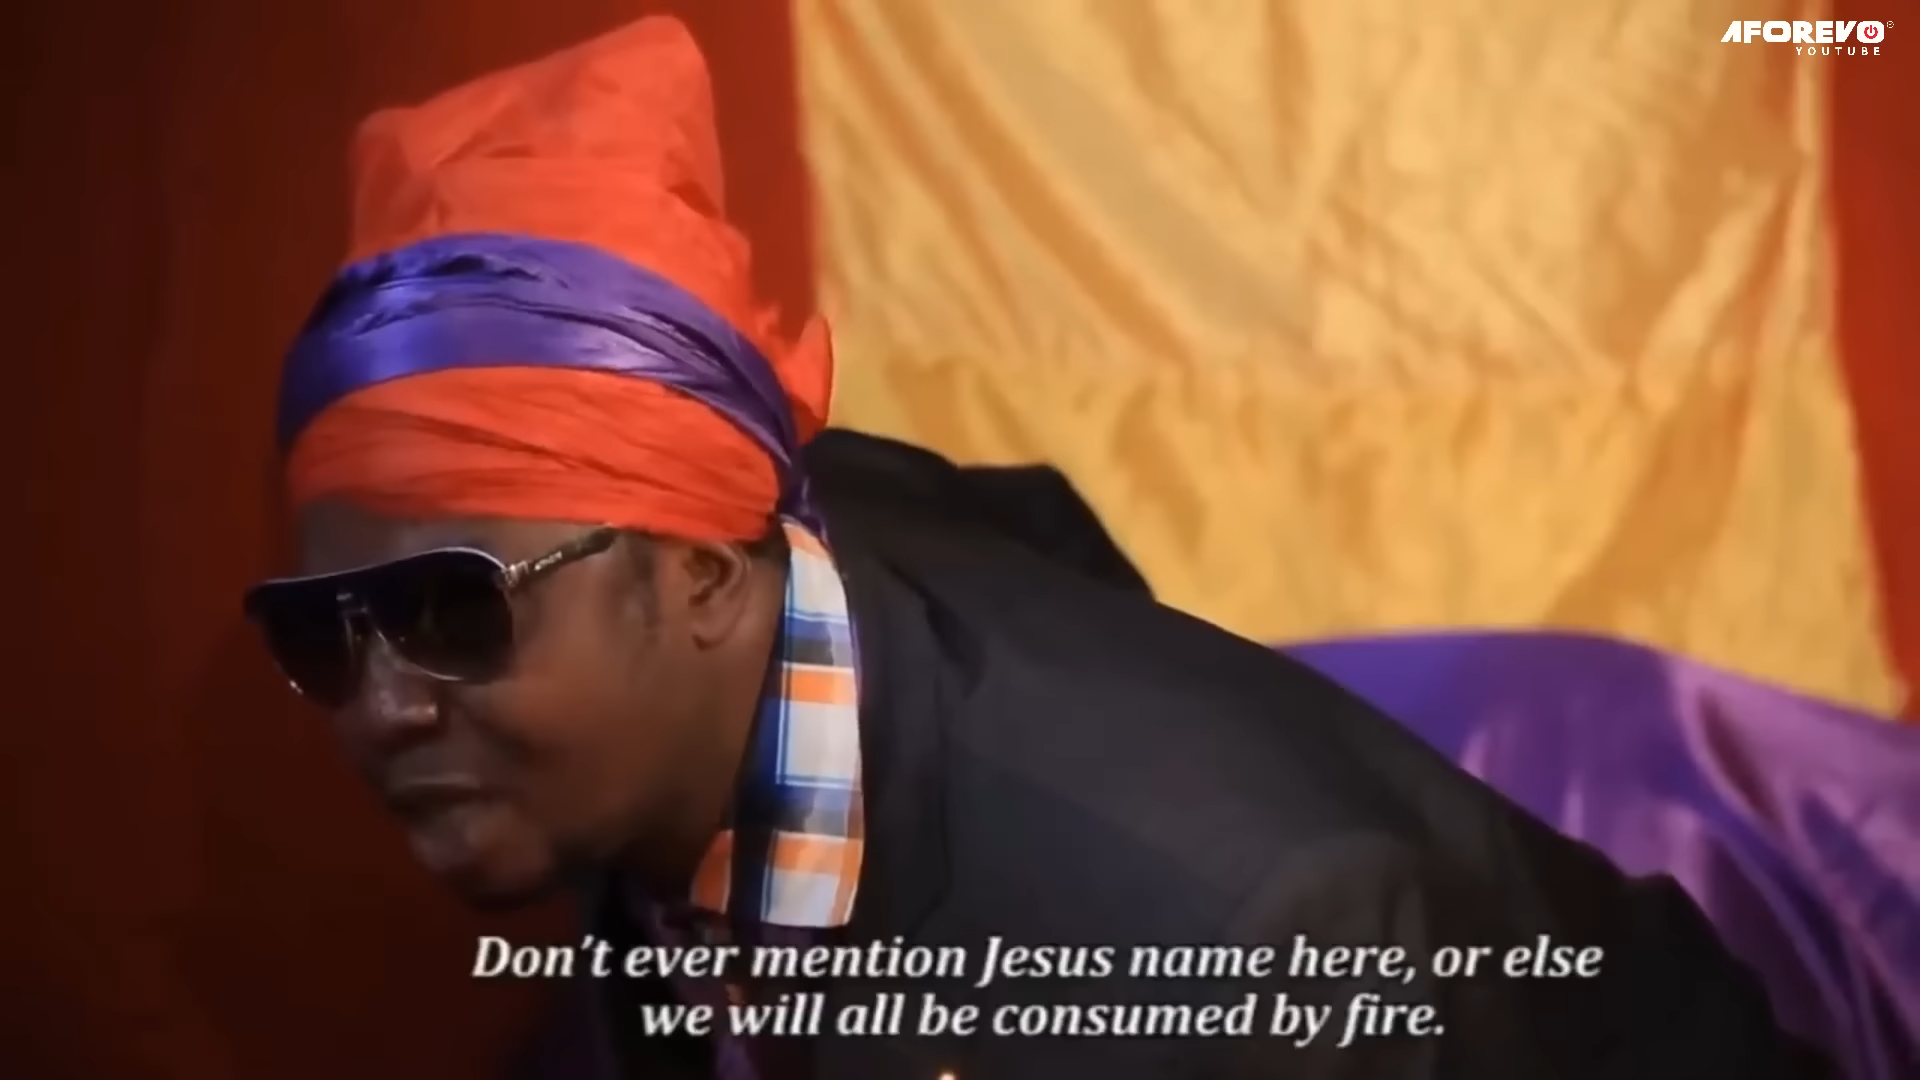 AFOREVO
YOUTUBE
Don't ever mention Jesus name here, or else
we will all be consumed by fire.